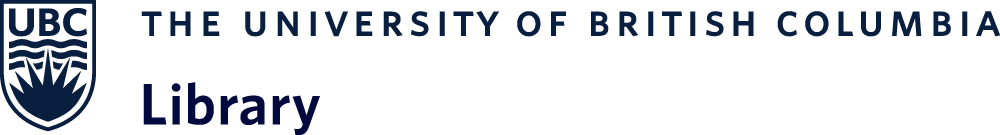 UBC
THE UNIVERSITY OF BRITISH COLUMBIA
Library